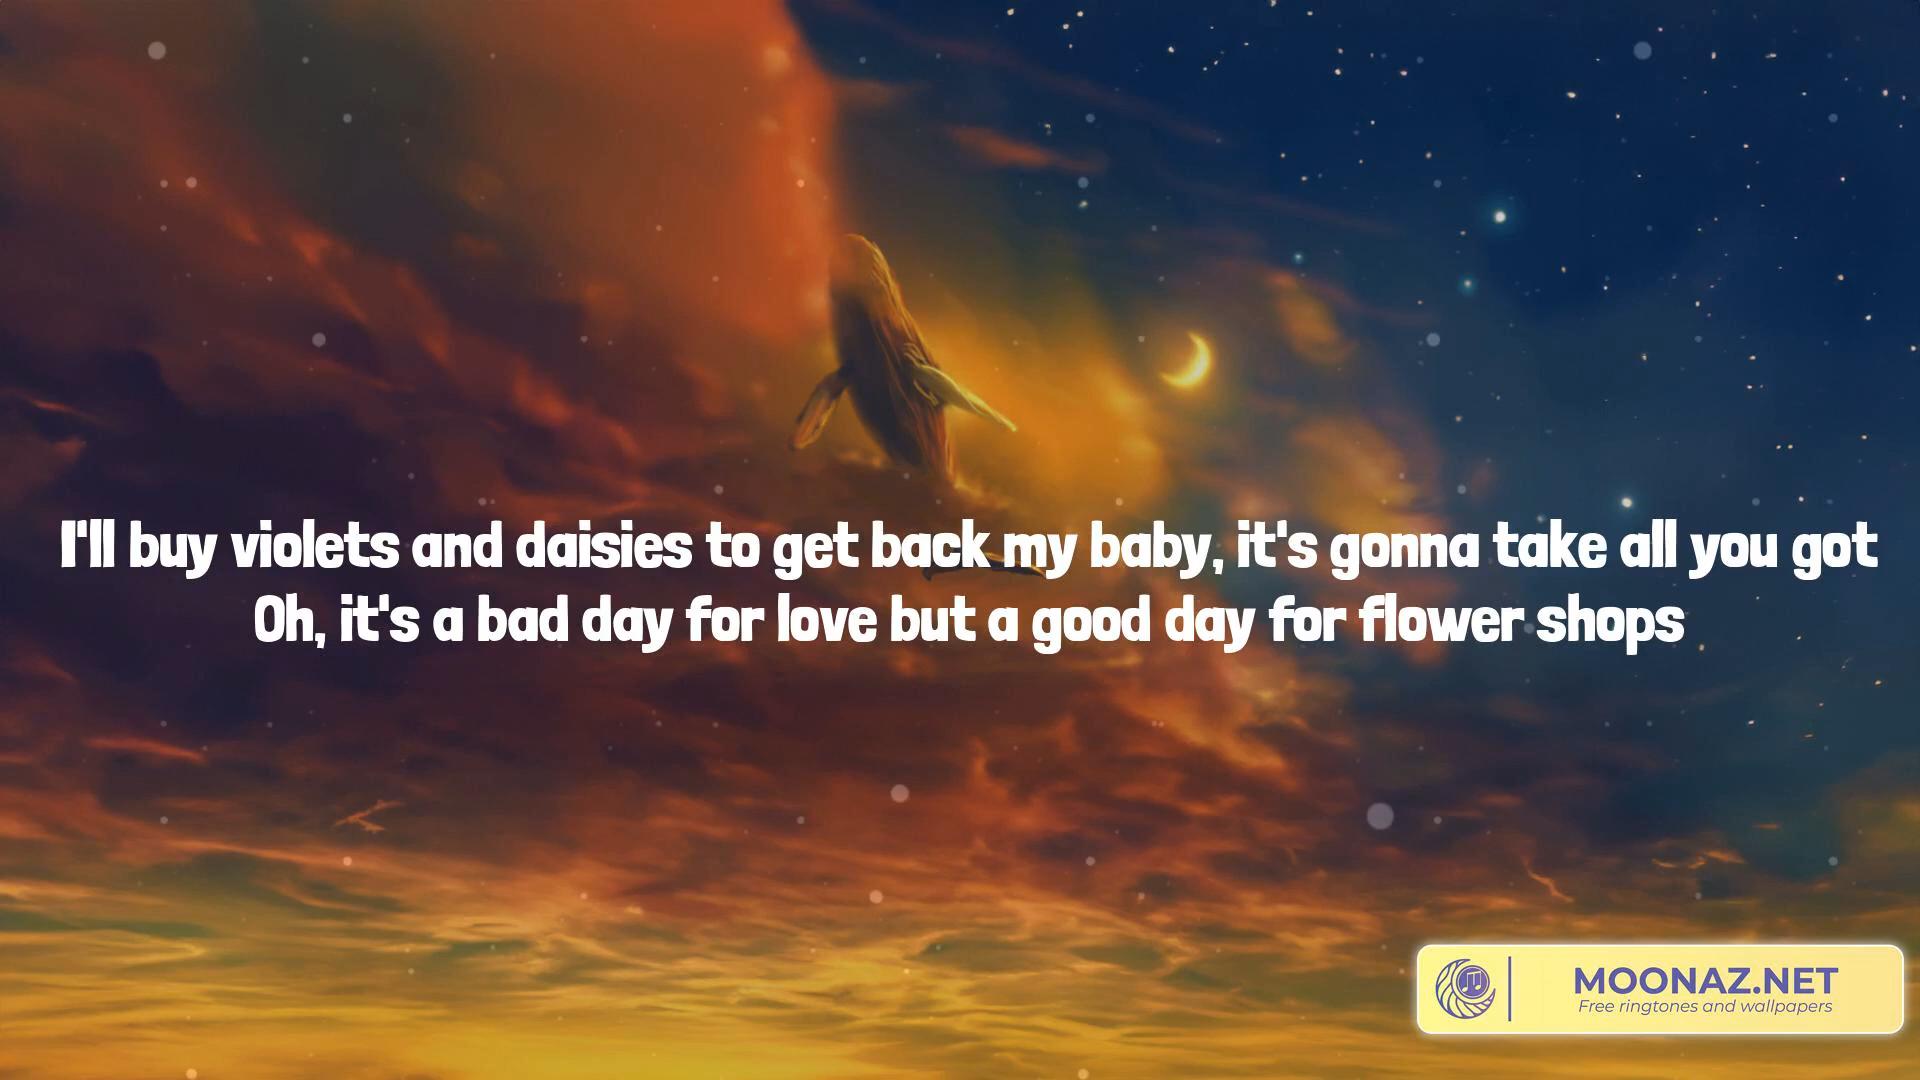 I'll buy violets and daisies to get back my baby, it's gonna take all you got
Oh, it's a bad day for love but a good day for flower shops
MOONAZ.NET
Free ringtones and wallpapers